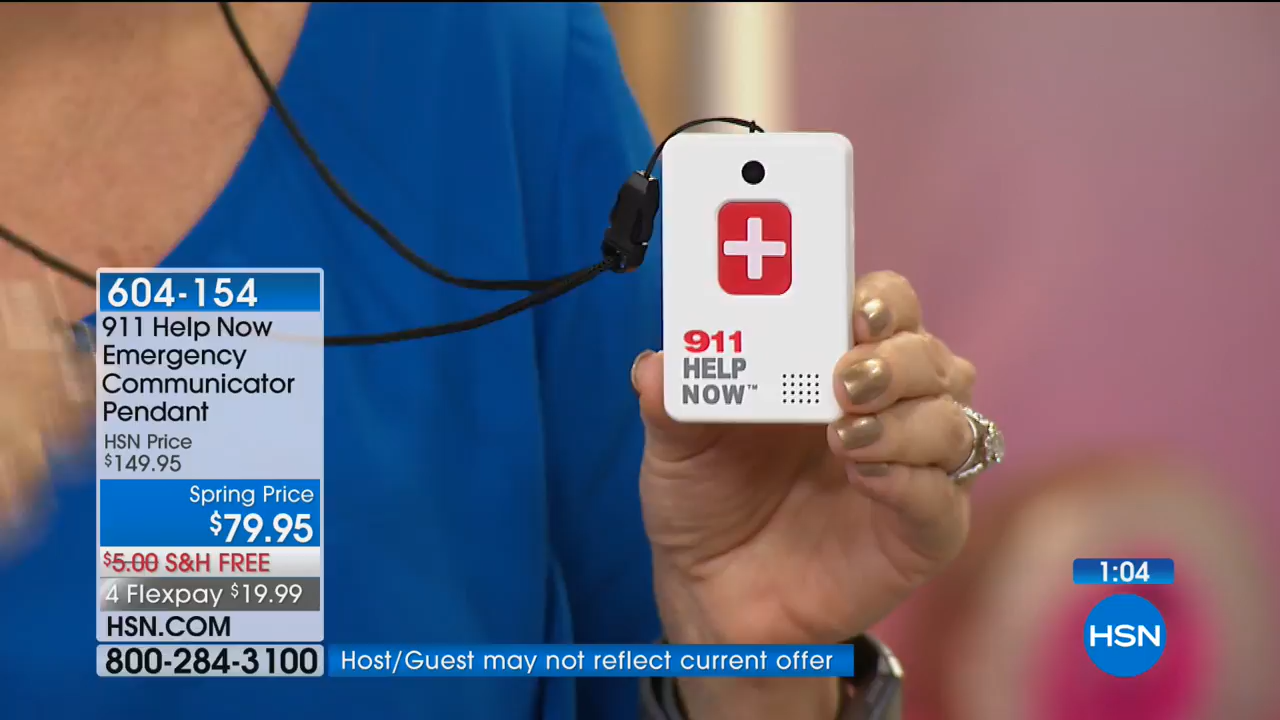 604-154
911 Help Now
Emergency
Communicator
Pendant
HSN Price
$149.95
Spring Price
$79.95
$5.00 S&H FREE
4 Flexpay $19.99
HSN.COM
800-284-3100
Host/Guest may not reflect current offer
911
HELP
NOW™
1:04
HSN